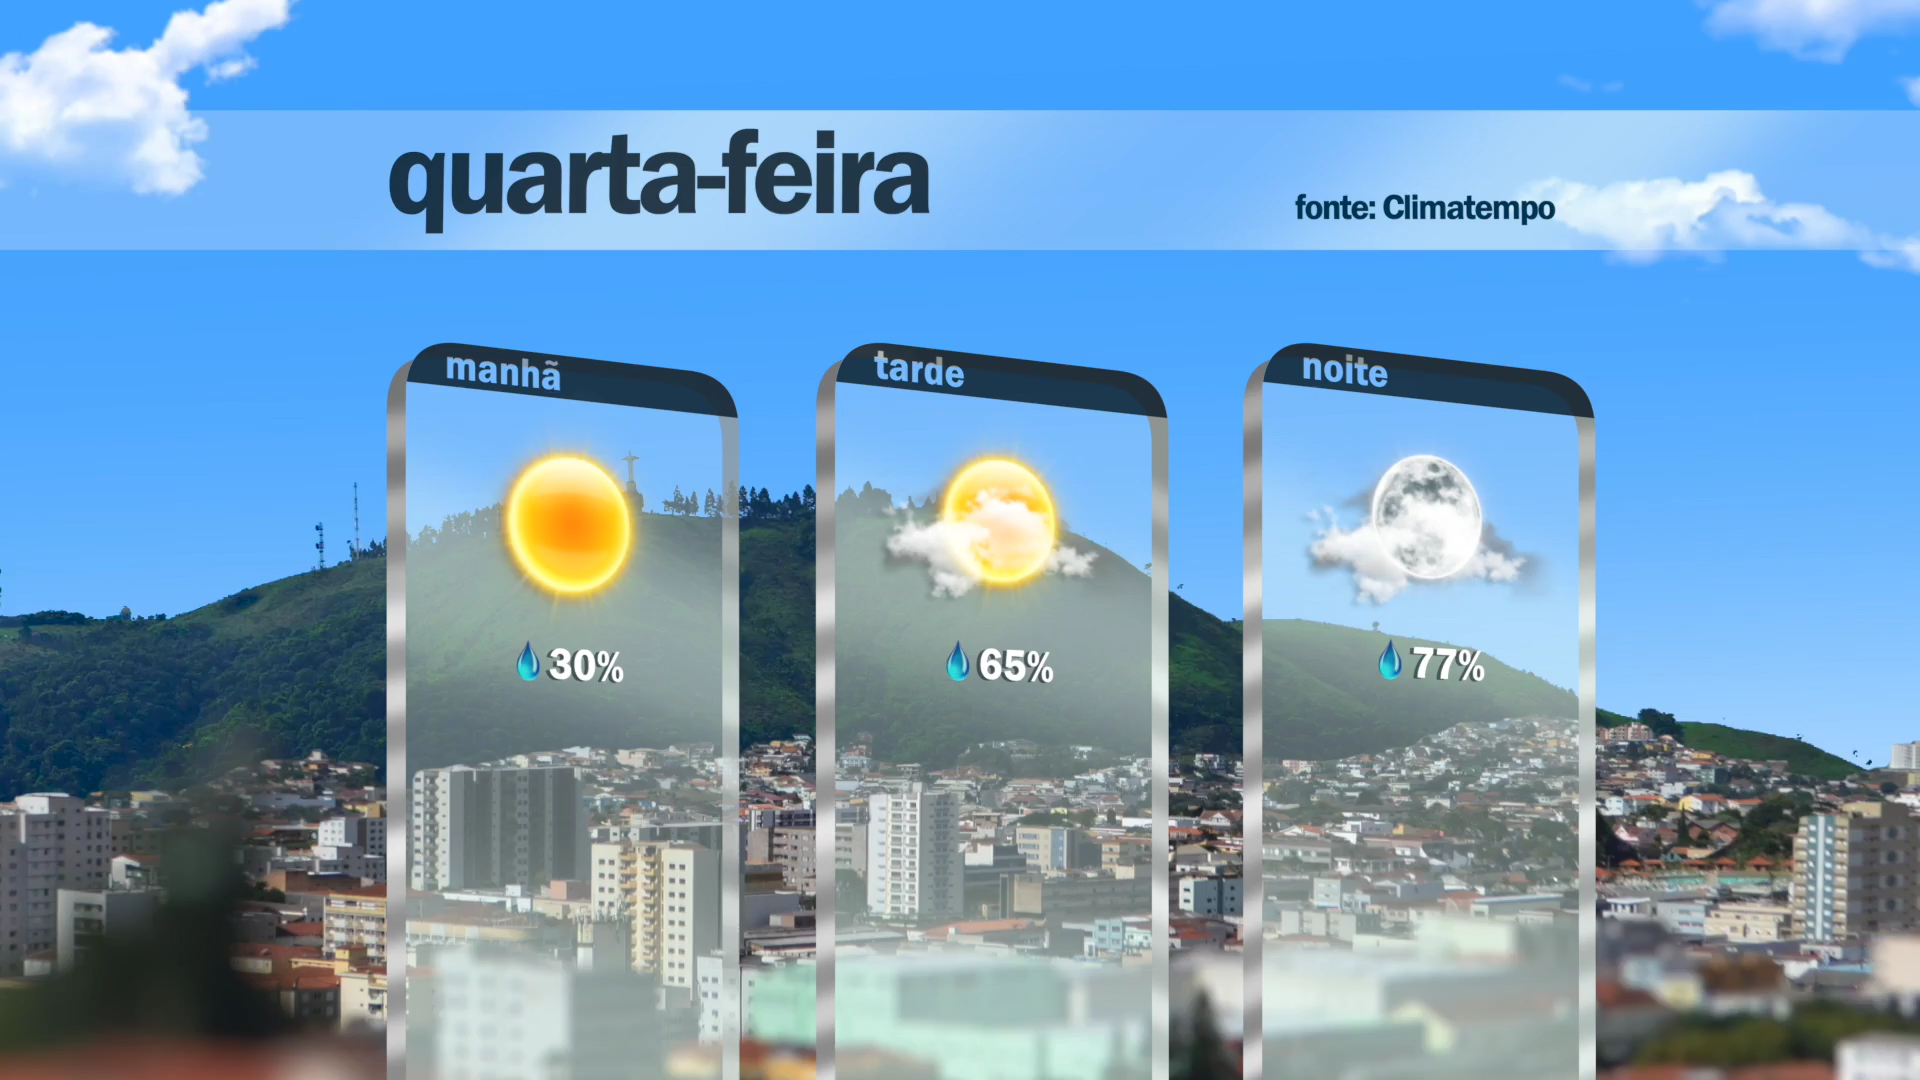 quarta-feira
fonte: Climatempo
manhã
tarde
noite
30%
65%
77%